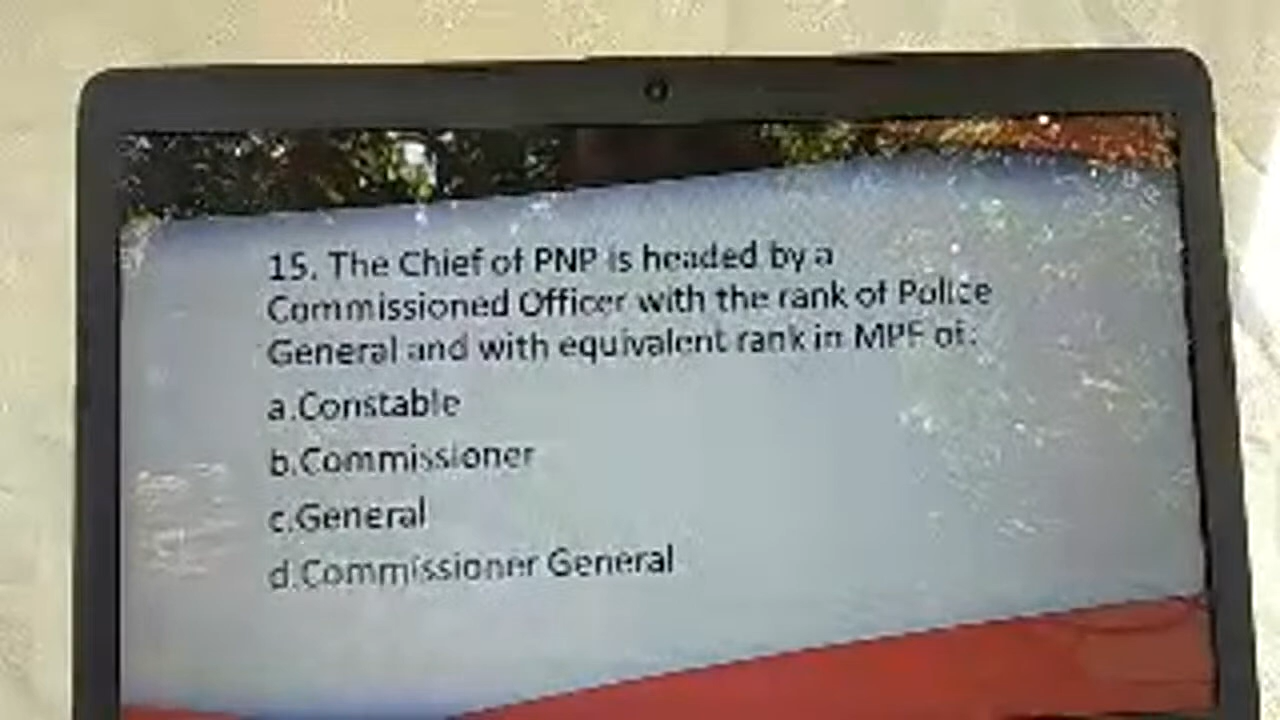 15. The Chief of PNP is headed by a
Commissioned Officer with the rank of Police
General and with equivalent rank in MPF of:
a.Constable
b.Commissioner
c.General
d.Commissioner General